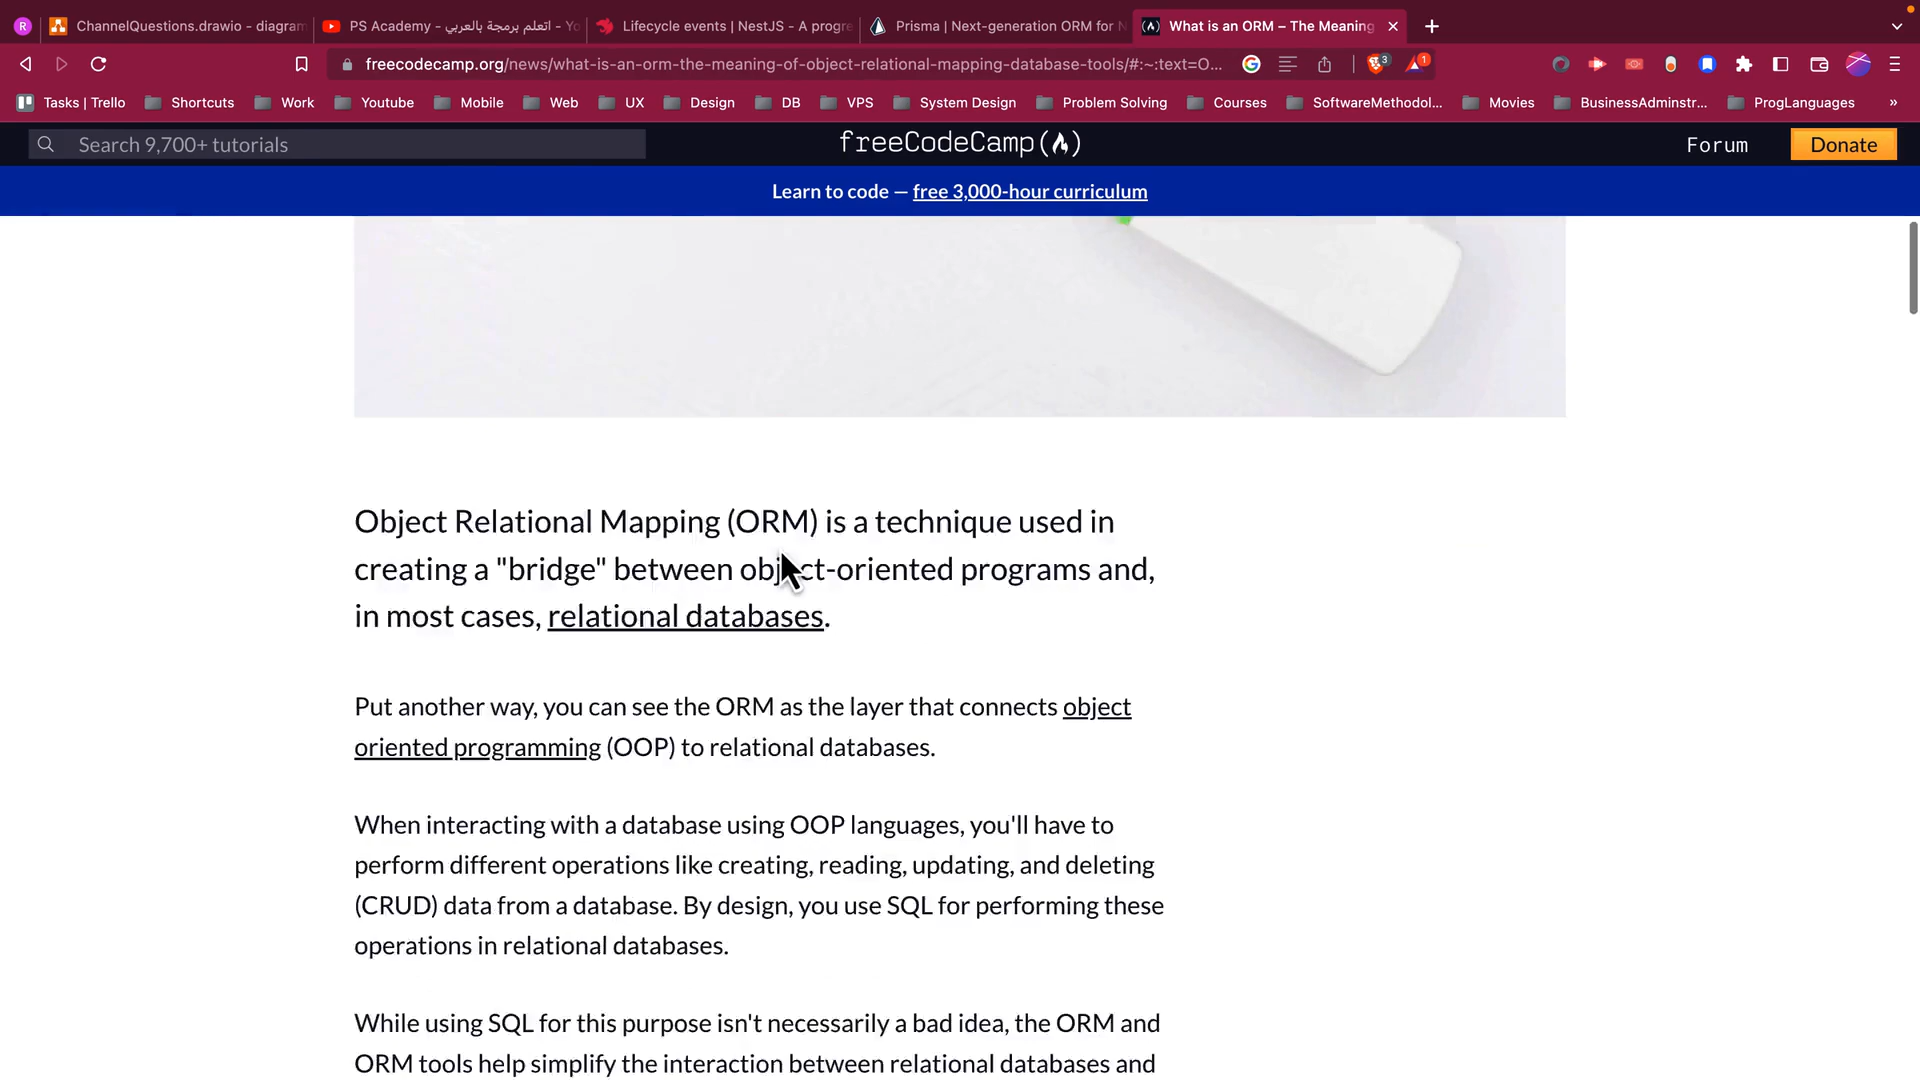 R
ChannelQuestions.drawio - diagram
PS Academy - اتعلم برمجة بالعربي - Yo
Lifecycle events | NestJS - A progre
Prisma | Next-generation ORM for N
What is an ORM – The Meaning
freecodecamp.org/news/what-is-an-orm-the-meaning-of-object-relational-mapping-database-tools/#:~:text=O...
3
1
Tasks | Trello
Shortcuts
Work
Youtube
Mobile
Web
UX
Design
DB
VPS
System Design
Problem Solving
Courses
SoftwareMethodol...
Movies
BusinessAdminstr...
ProgLanguages
»
Search 9,700+ tutorials
freeCodeCamp
Forum
Donate
Learn to code — free 3,000-hour curriculum
Object Relational Mapping (ORM) is a technique used in
creating a "bridge" between object-oriented programs and,
in most cases, relational databases.
Put another way, you can see the ORM as the layer that connects object
oriented programming (OOP) to relational databases.
When interacting with a database using OOP languages, you'll have to
perform different operations like creating, reading, updating, and deleting
(CRUD) data from a database. By design, you use SQL for performing these
operations in relational databases.
While using SQL for this purpose isn't necessarily a bad idea, the ORM and
ORM tools help simplify the interaction between relational databases and